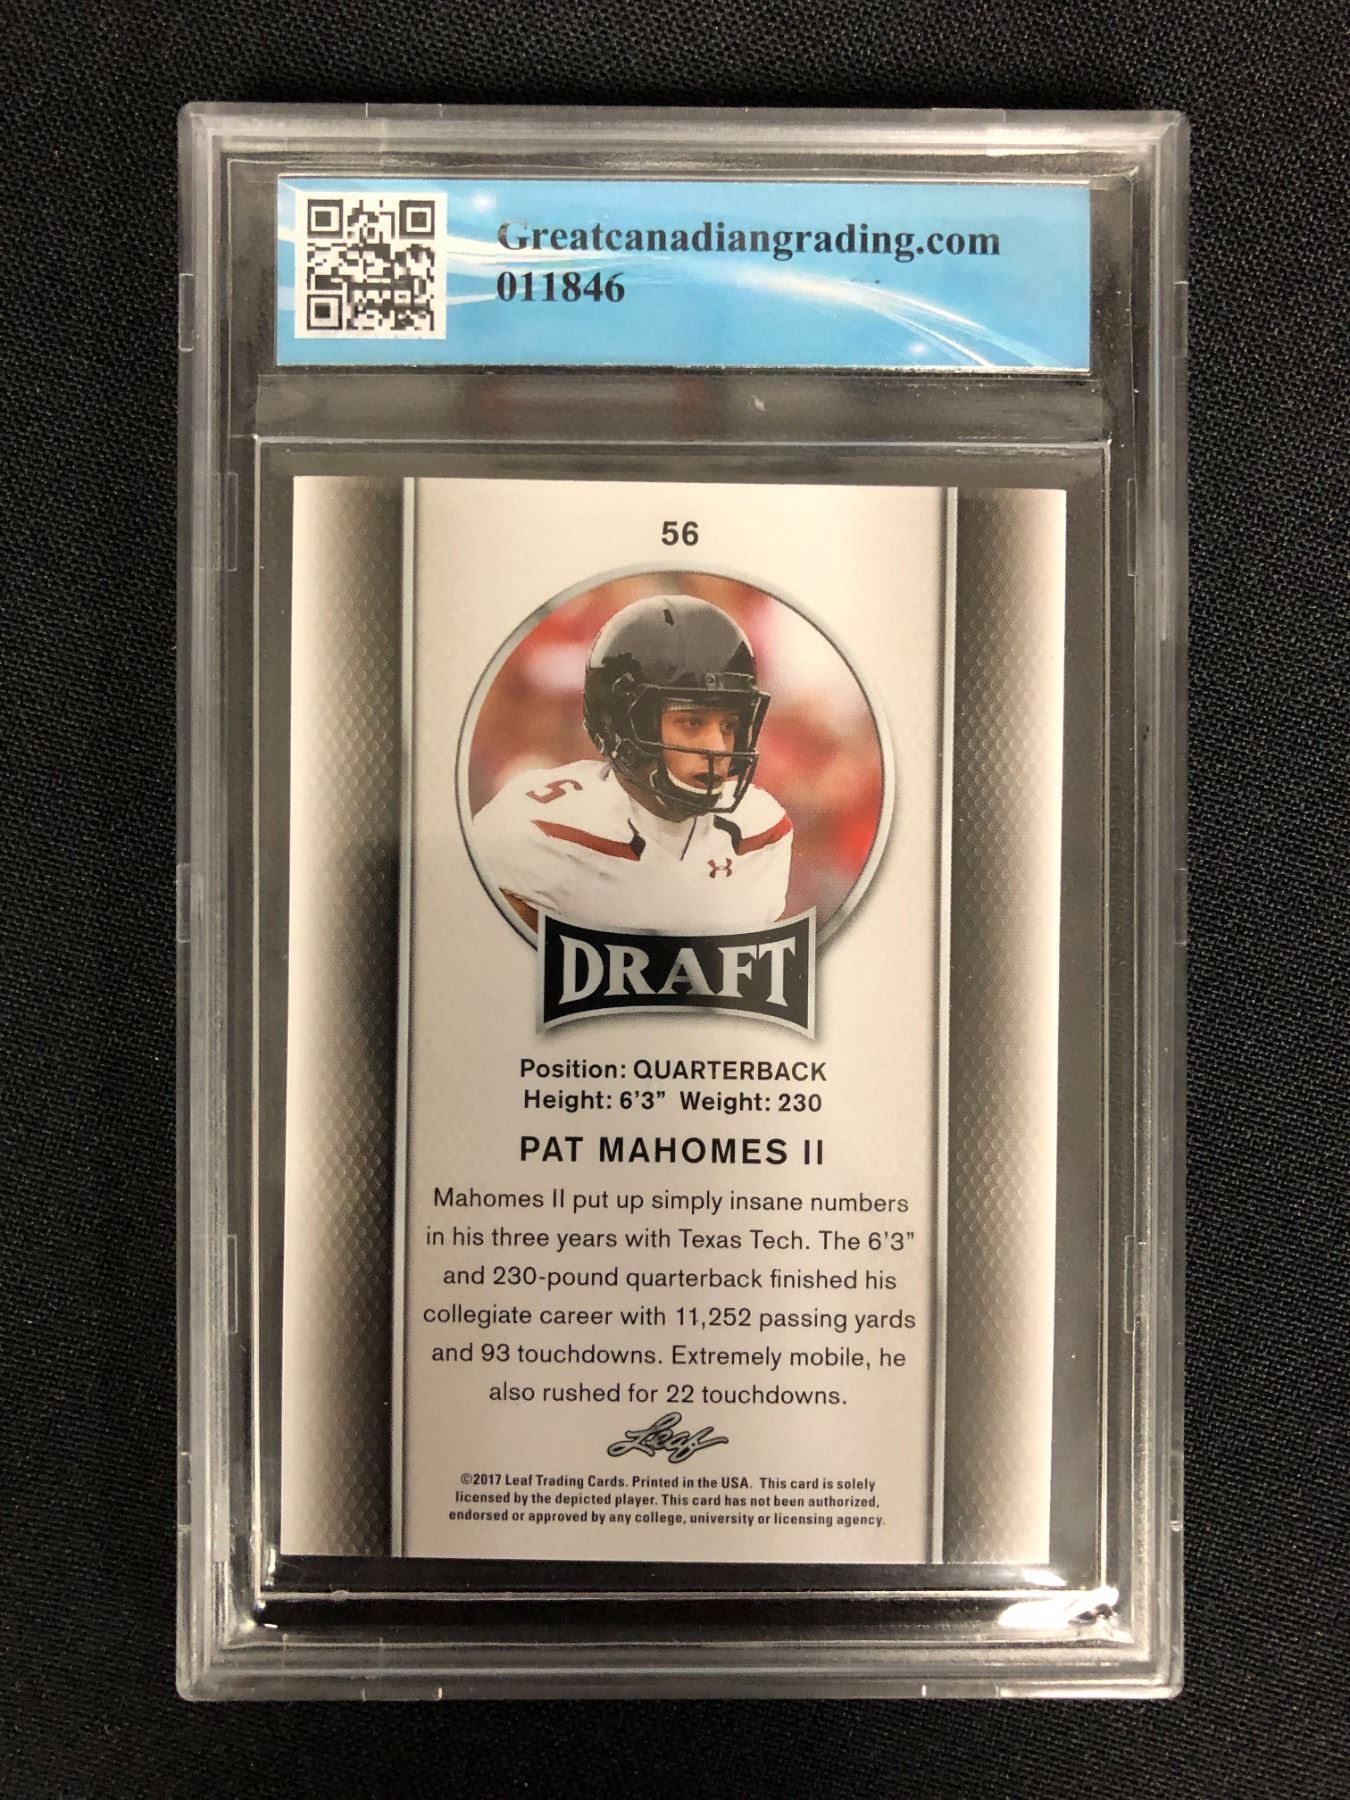 Greatcanadiangrading.com
011846
56
5
DRAFT
Position: QUARTERBACK
Height: 6'3" Weight: 230
PAT MAHOMES II
Mahomes II put up simply insane numbers
in his three years with Texas Tech. The 6'3"
and 230-pound quarterback finished his
collegiate career with 11,252 passing yards
and 93 touchdowns. Extremely mobile, he
also rushed for 22 touchdowns.
Leaf
©2017 Leaf Trading Cards. Printed in the USA. This card is solely
licensed by the depicted player. This card has not been authorized,
endorsed or approved by any college, university or licensing agency.